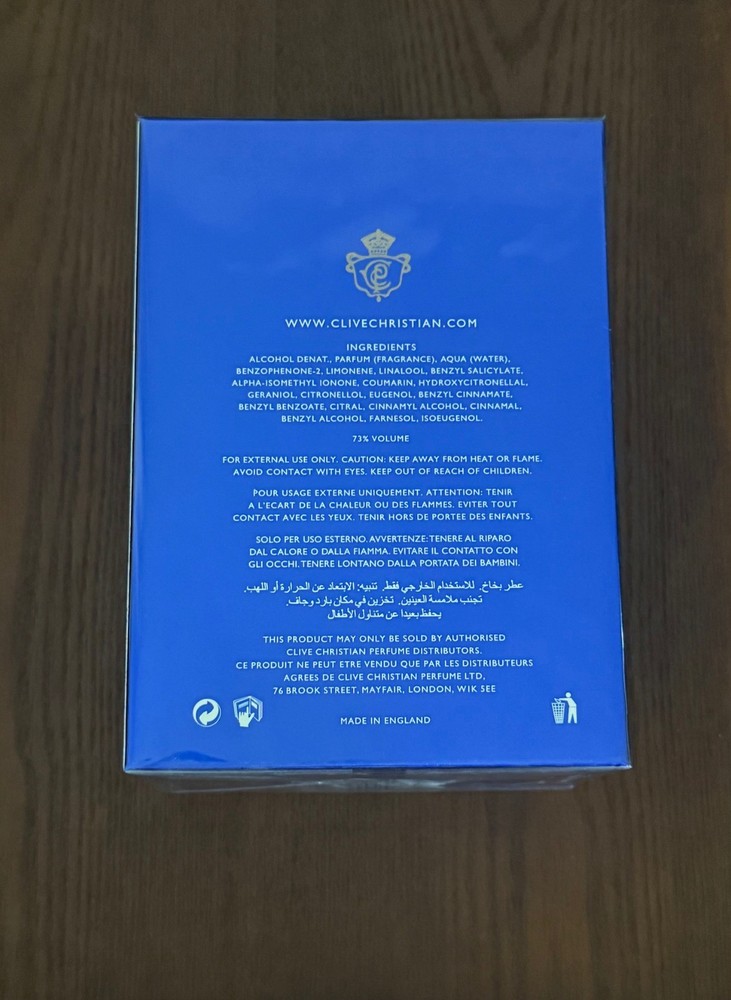 WWW.CLIVECHRISTIAN.COM
INGREDIENTS
ALCOHOL DENAT., PARFUM (FRAGRANCE), AQUA (WATER),
BENZOPHENONE-2, LIMONENE, LINALOOL, BENZYL SALICYLATE,
ALPHA-ISOMETHYL IONONE, COUMARIN, HYDROXYCITRONELLAL,
GERANIOL, CITRONELLOL, EUGENOL, BENZYL CINNAMATE,
BENZYL BENZOATE, CITRAL, CINNAMYL ALCOHOL, CINNAMAL,
BENZYL ALCOHOL, FARNESOL, ISOEUGENOL.
73% VOLUME
FOR EXTERNAL USE ONLY. CAUTION: KEEP AWAY FROM HEAT OR FLAME.
AVOID CONTACT WITH EYES. KEEP OUT OF REACH OF CHILDREN.
POUR USAGE EXTERNE UNIQUEMENT. ATTENTION: TENIR
A L'ECART DE LA CHALEUR OU DES FLAMMES. EVITER TOUT
CONTACT AVEC LES YEUX. TENIR HORS DE PORTEE DES ENFANTS.
SOLO PER USO ESTERNO. AVVERTENZE: TENERE AL RIPARO
DAL CALORE O DALLA FIAMMA. EVITARE IL CONTATTO CON
GLI OCCHI. TENERE LONTANO DALLA PORTATA DEI BAMBINI.
عطر بخاخ. للاستخدام الخارجي فقط. تنبيه: الابتعاد عن الحرارة أو اللهب.
تجنب ملامسة العينين. تخزين في مكان بارد وجاف.
يحفظ بعيدا عن متناول الأطفال
THIS PRODUCT MAY ONLY BE SOLD BY AUTHORISED
CLIVE CHRISTIAN PERFUME DISTRIBUTORS.
CE PRODUIT NE PEUT ETRE VENDU QUE PAR LES DISTRIBUTEURS
AGREES DE CLIVE CHRISTIAN PERFUME LTD,
76 BROOK STREET, MAYFAIR, LONDON, W1K 5EE
MADE IN ENGLAND